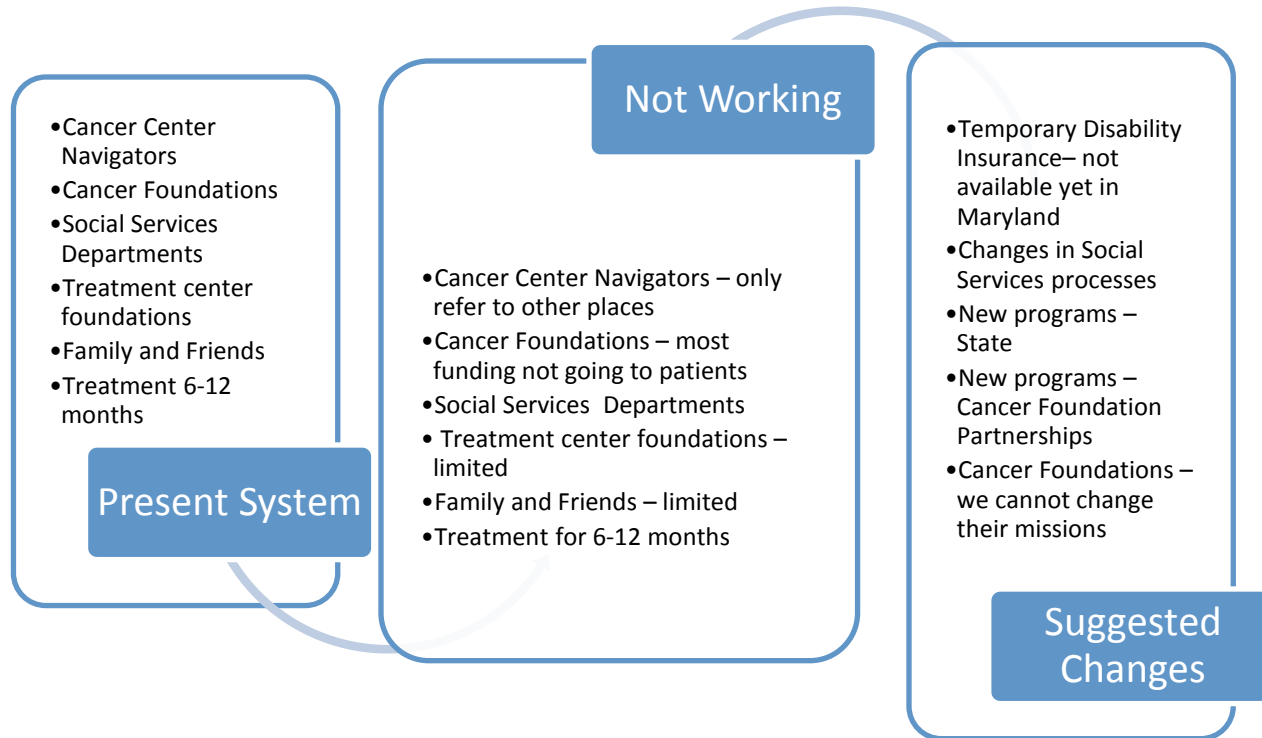 •Cancer Center
Navigators
•Cancer Foundations
•Social Services
Departments
•Treatment center
foundations
•Family and Friends
•Treatment 6-12
months
Present System
Not Working
•Cancer Center Navigators – only
refer to other places
•Cancer Foundations – most
funding not going to patients
•Social Services  Departments
• Treatment center foundations –
limited
•Family and Friends – limited
•Treatment for 6-12 months
•Temporary Disability
Insurance– not
available yet in
Maryland
•Changes in Social
Services processes
•New programs –
State
•New programs –
Cancer Foundation
Partnerships
•Cancer Foundations –
we cannot change
their missions
Suggested
Changes